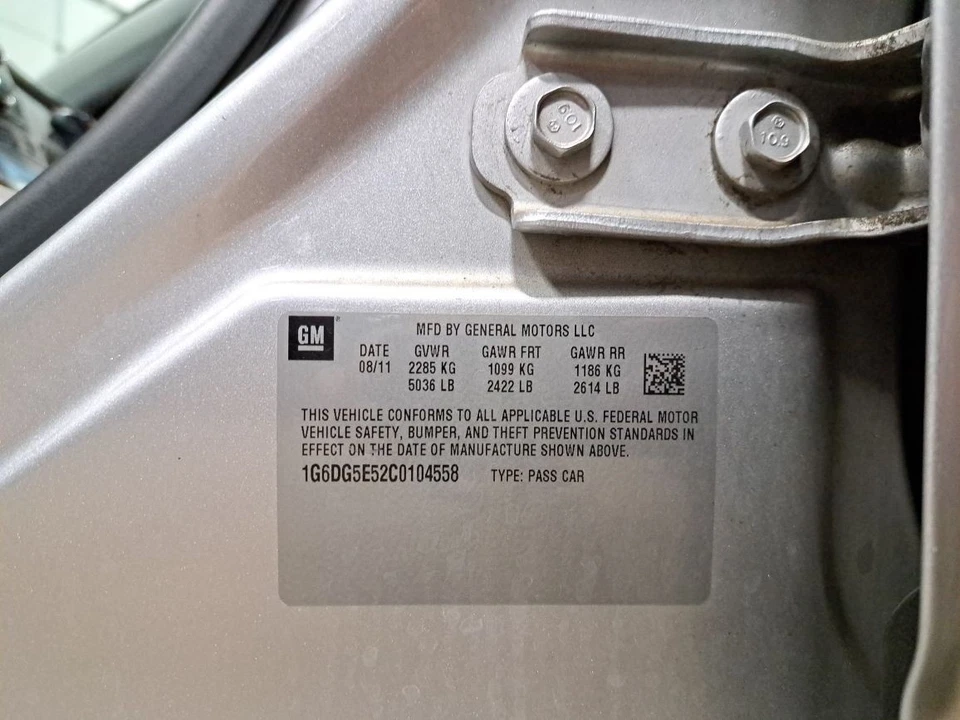 601
10.9
GM
MFD BY GENERAL MOTORS LLC
DATE GVWR GAWR FRT GAWR RR
08/11 2285 KG 1099 KG 1186 KG
5036 LB 2422 LB 2614 LB
THIS VEHICLE CONFORMS TO ALL APPLICABLE U.S. FEDERAL MOTOR
VEHICLE SAFETY, BUMPER, AND THEFT PREVENTION STANDARDS IN
EFFECT ON THE DATE OF MANUFACTURE SHOWN ABOVE.
1G6DG5E52C0104558 TYPE: PASS CAR